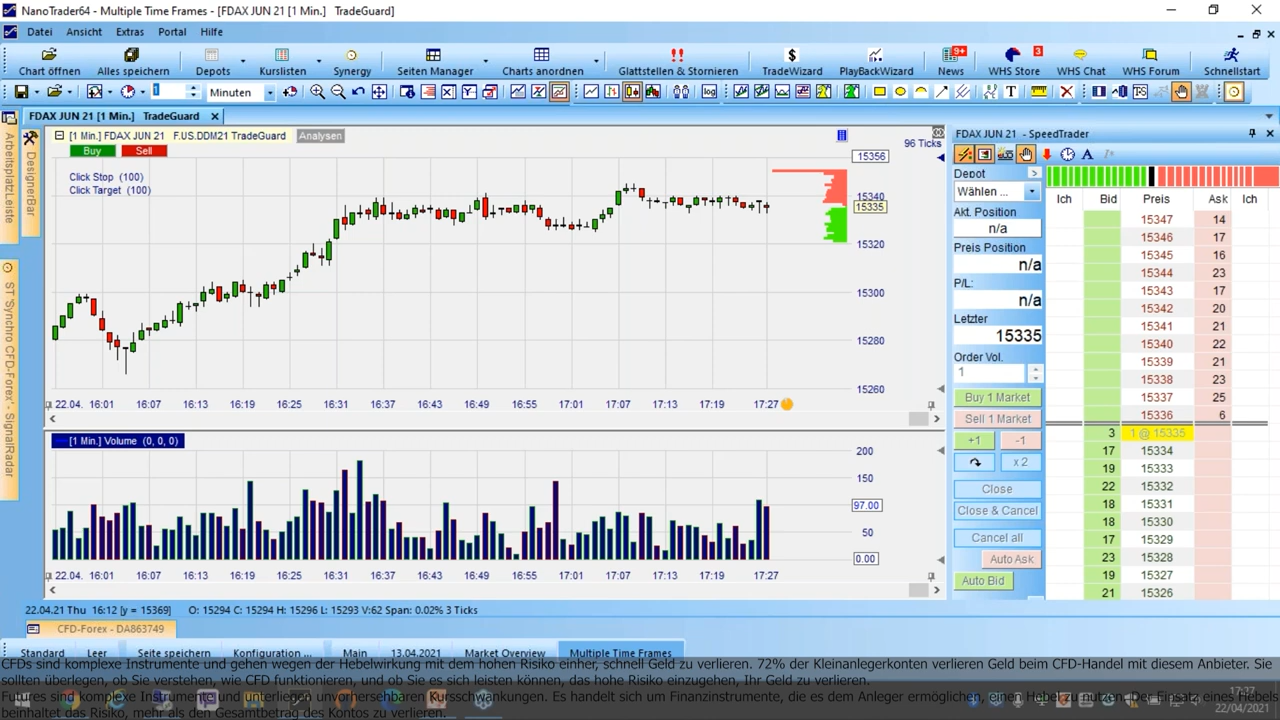 NanoTrader64 - Multiple Time Frames - [FDAX JUN 21 [1 Min.]   TradeGuard]
Datei Ansicht Extras Portal Hilfe
Chart öffnen Alles speichern Depots Kurslisten Synergy Seiten Manager Charts anordnen Glattstellen & Stornieren TradeWizard PlayBackWizard News 9+ WHS Store 3 WHS Chat WHS Forum Schnellstart
1 Minuten
FDAX JUN 21 [1 Min.]   TradeGuard
ArbeitsplatzLeiste
DesignerBar
ST 'Synchro CFD-Forex' - SignalRadar
[1 Min.] FDAX JUN 21   F.US.DDM21 TradeGuard Analysen
Buy Sell
Click Stop (100)
Click Target (100)
96 Ticks
15356
15340
15335
15320
15300
15280
15260
22.04. 16:01 16:07 16:13 16:19 16:25 16:31 16:37 16:43 16:49 16:55 17:01 17:07 17:13 17:19 17:27
[1 Min.] Volume (0, 0, 0)
200
150
97.00
50
0.00
22.04. 16:01 16:07 16:13 16:19 16:25 16:31 16:37 16:43 16:49 16:55 17:01 17:07 17:13 17:19 17:27
FDAX JUN 21 - SpeedTrader
Depot
Wählen ...
Akt. Position
n/a
Preis Position
n/a
P/L:
n/a
Letzter
15335
Order Vol.
1
Buy 1 Market
Sell 1 Market
+1 -1
x 2
Close
Close & Cancel
Cancel all
Auto Ask
Auto Bid
Ich Bid Preis Ask Ich
15347 14
15346 17
15345 16
15344 23
15343 17
15342 20
15341 21
15340 22
15339 21
15338 23
15337 25
15336 6
3 1 @ 15335
17 15334
19 15333
22 15332
18 15331
18 15330
17 15329
23 15328
19 15327
21 15326
22.04.21 Thu 16:12 [y = 15369] O: 15294 C: 15294 H: 15296 L: 15293 V:62 Span: 0.02% 3 Ticks
CFD-Forex - DA863749
Standard Leer Seite speichern Konfiguration ... Main 13.04.2021 Market Overview Multiple Time Frames
CFDs sind komplexe Instrumente und gehen wegen der Hebelwirkung mit dem hohen Risiko einher, schnell Geld zu verlieren. 72% der Kleinanlegerkonten verlieren Geld beim CFD-Handel mit diesem Anbieter. Sie
sollten überlegen, ob Sie verstehen, wie CFD funktionieren, und ob Sie es sich leisten können, das hohe Risiko einzugehen, Ihr Geld zu verlieren.
Futures sind komplexe Instrumente und unterliegen unvorhersehbaren Kursschwankungen. Es handelt sich um Finanzinstrumente, die es dem Anleger ermöglichen, einen Hebel zu nutzen. Der Einsatz eines Hebels
beinhaltet das Risiko, mehr als den Gesamtbetrag des Kontos zu verlieren.
17:27
22/04/2021